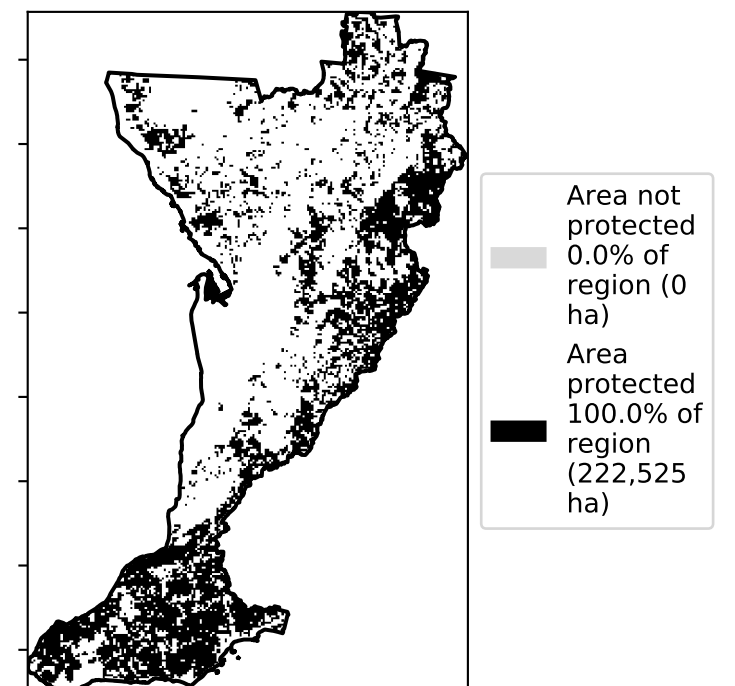 Area not
protected
0.0% of
region (0
ha)
Area
protected
100.0% of
region
(222,525
ha)